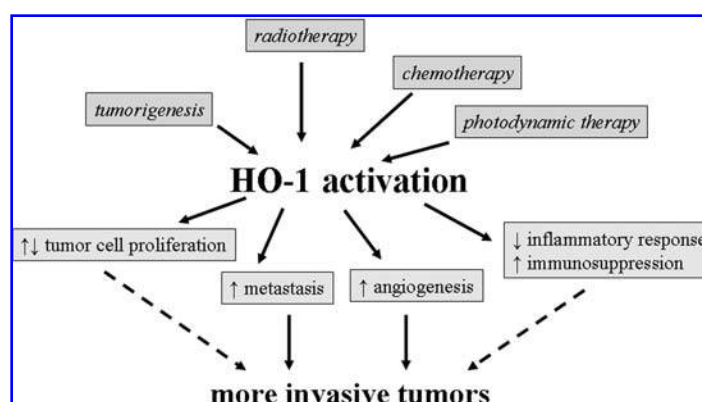 radiotherapy
chemotherapy
tumorigenesis
photodynamic therapy
HO-1 activation
↑↓ tumor cell proliferation
↓ inflammatory response
↑ immunosuppression
↑ metastasis
↑ angiogenesis
more invasive tumors